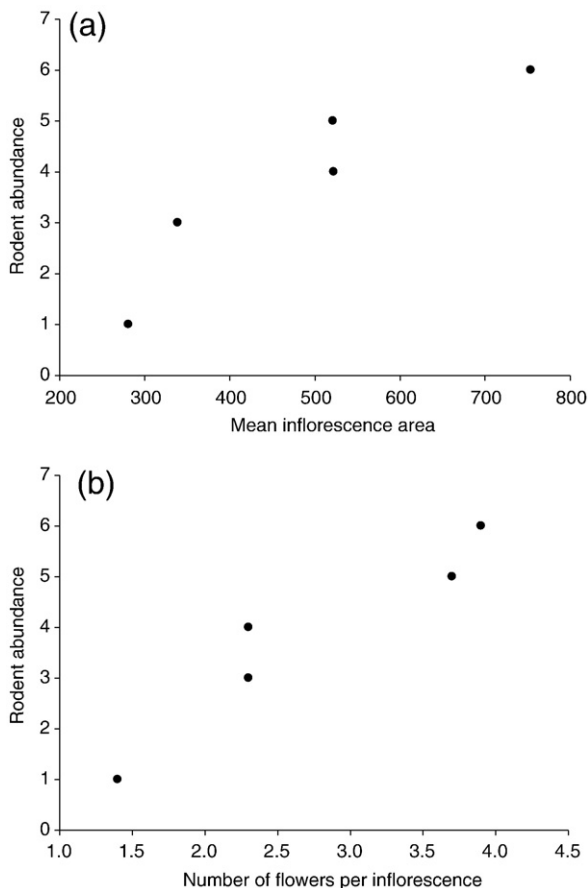 (a)
7
6
5
4
3
2
1
0
Rodent abundance
200 300 400 500 600 700 800
Mean inflorescence area
(b)
7
6
5
4
3
2
1
0
Rodent abundance
1.0 1.5 2.0 2.5 3.0 3.5 4.0 4.5
Number of flowers per inflorescence